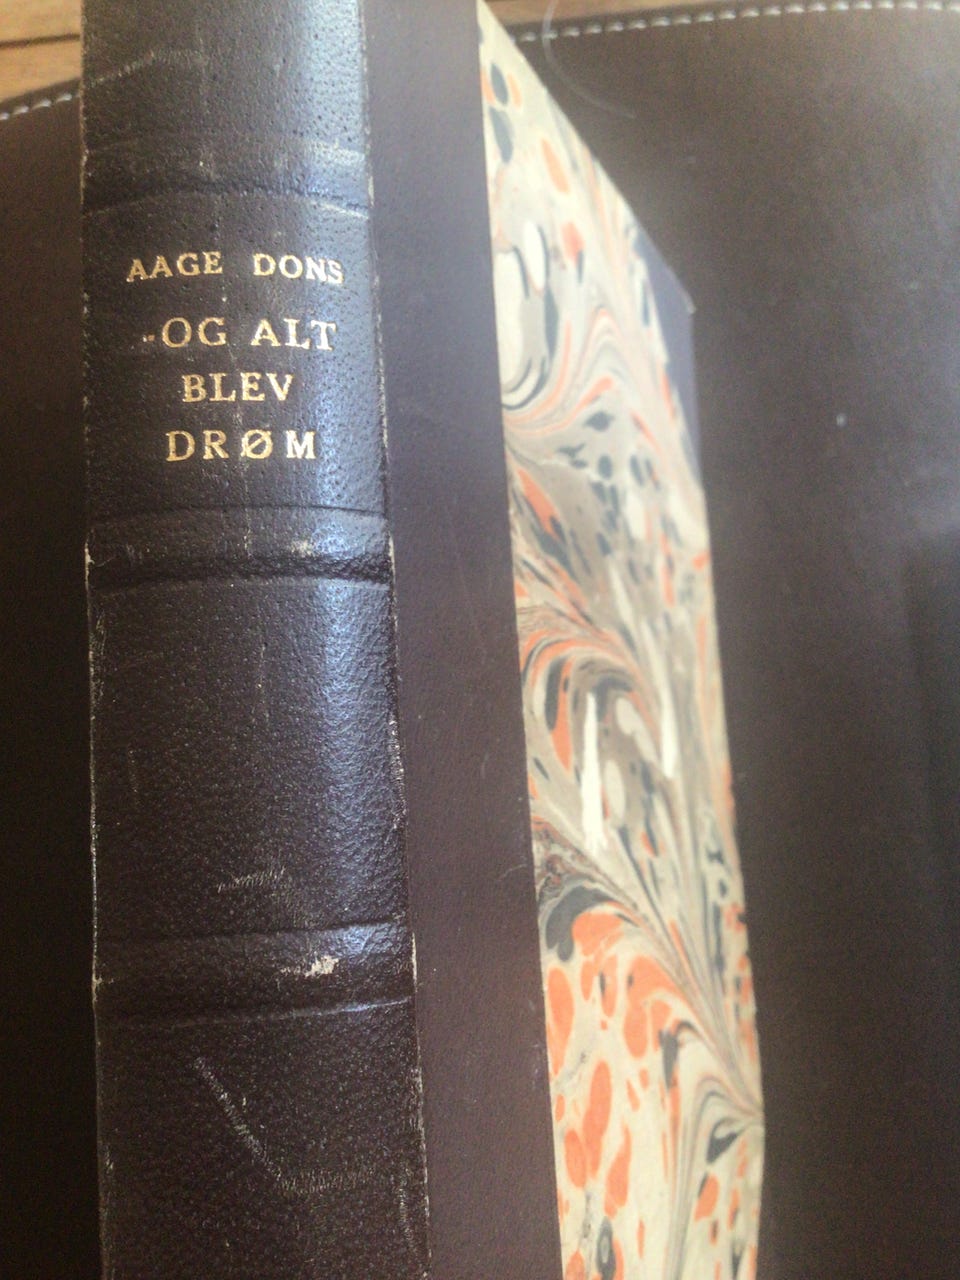 AAGE DONS
-OG ALT
BLEV
DRØM